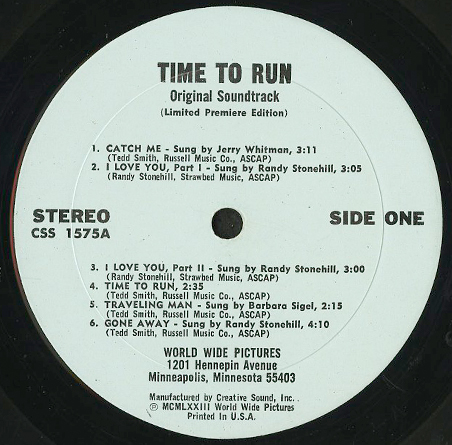 TIME TO RUN
Original Soundtrack
(Limited Premiere Edition)
1. CATCH ME - Sung by Jerry Whitman, 3:11
(Tedd Smith, Russell Music Co., ASCAP)
2. I LOVE YOU, Part I - Sung by Randy Stonehill, 3:05
(Randy Stonehill, Strawbed Music, ASCAP)
STEREO
CSS 1575A
SIDE ONE
3. I LOVE YOU, Part II - Sung by Randy Stonehill, 3:00
(Randy Stonehill, Strawbed Music, ASCAP)
4. TIME TO RUN, 2:35
(Tedd Smith, Russell Music Co., ASCAP)
5. TRAVELING MAN - Sung by Barbara Sigel, 2:15
(Tedd Smith, Russell Music Co., ASCAP)
6. GONE AWAY - Sung by Randy Stonehill, 4:10
(Tedd Smith, Russell Music Co., ASCAP)
WORLD WIDE PICTURES
1201 Hennepin Avenue
Minneapolis, Minnesota 55403
Manufactured by Creative Sound, Inc.
Ⓟ MCMLXXIII World Wide Pictures
Printed in U.S.A.